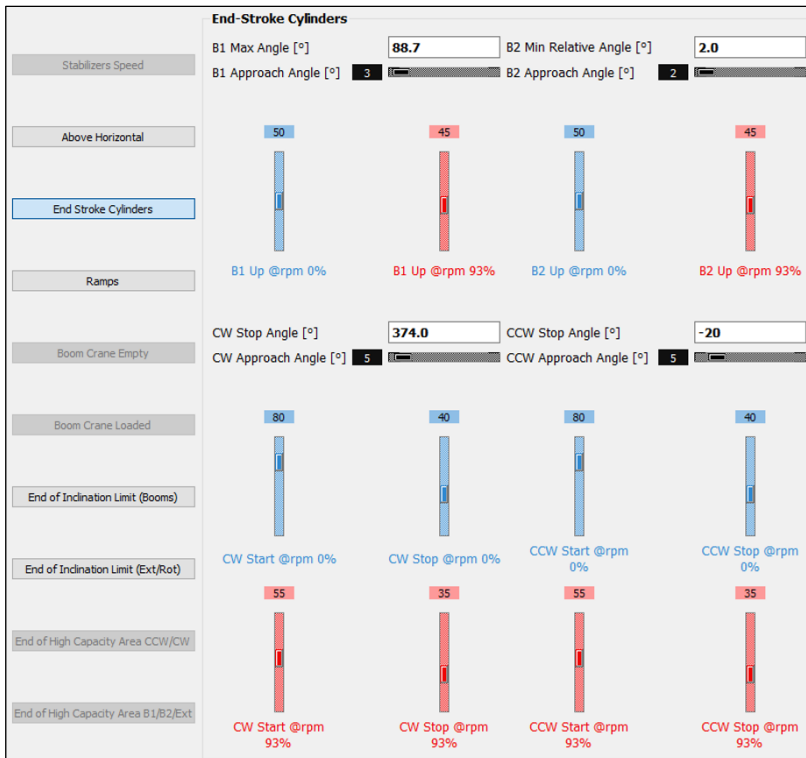 End-Stroke Cylinders
Stabilizers Speed
Above Horizontal
End Stroke Cylinders
Ramps
Boom Crane Empty
Boom Crane Loaded
End of Inclination Limit (Booms)
End of Inclination Limit (Ext/Rot)
End of High Capacity Area CCW/CW
End of High Capacity Area B1/B2/Ext
B1 Max Angle [°] 88.7 B2 Min Relative Angle [°] 2.0
B1 Approach Angle [°] 3 B2 Approach Angle [°] 2
50 45 50 45
B1 Up @rpm 0% B1 Up @rpm 93% B2 Up @rpm 0% B2 Up @rpm 93%
CW Stop Angle [°] 374.0 CCW Stop Angle [°] -20
CW Approach Angle [°] 5 CCW Approach Angle [°] 5
80 40 80 40
CW Start @rpm 0% CW Stop @rpm 0% CCW Start @rpm CCW Stop @rpm
0% 0%
55 35 55 35
CW Start @rpm CW Stop @rpm CCW Start @rpm CCW Stop @rpm
93% 93% 93% 93%